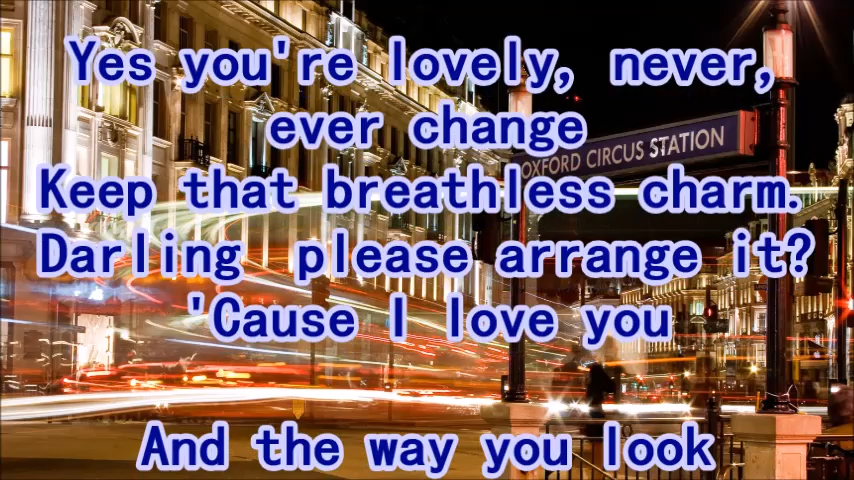 Yes you're lovely, never,
ever change
OXFORD CIRCUS STATION
Keep that breathless charm.
Darling  please arrange it?
'Cause I love you
And the way you look